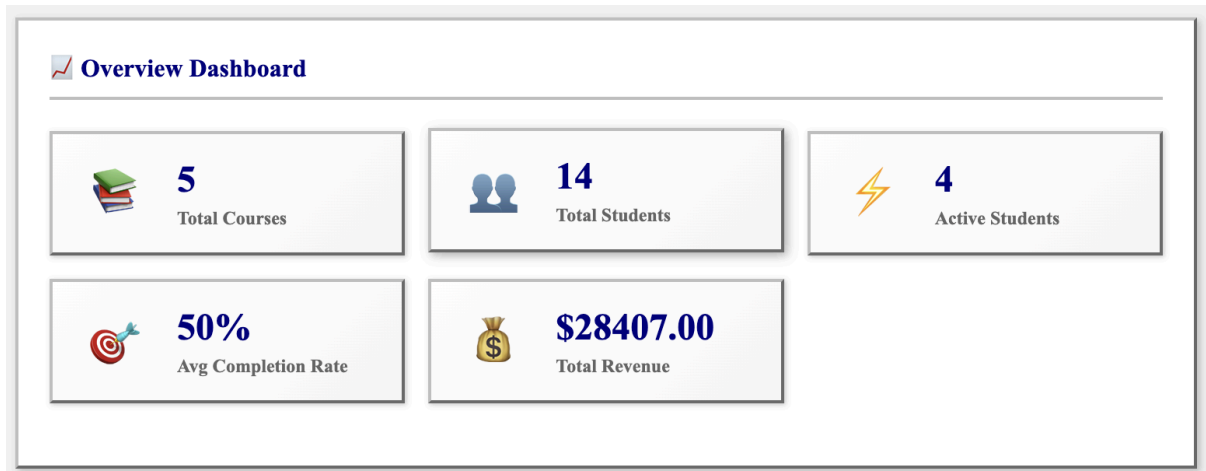 Overview Dashboard
5
Total Courses
14
Total Students
4
Active Students
50%
Avg Completion Rate
$28407.00
Total Revenue